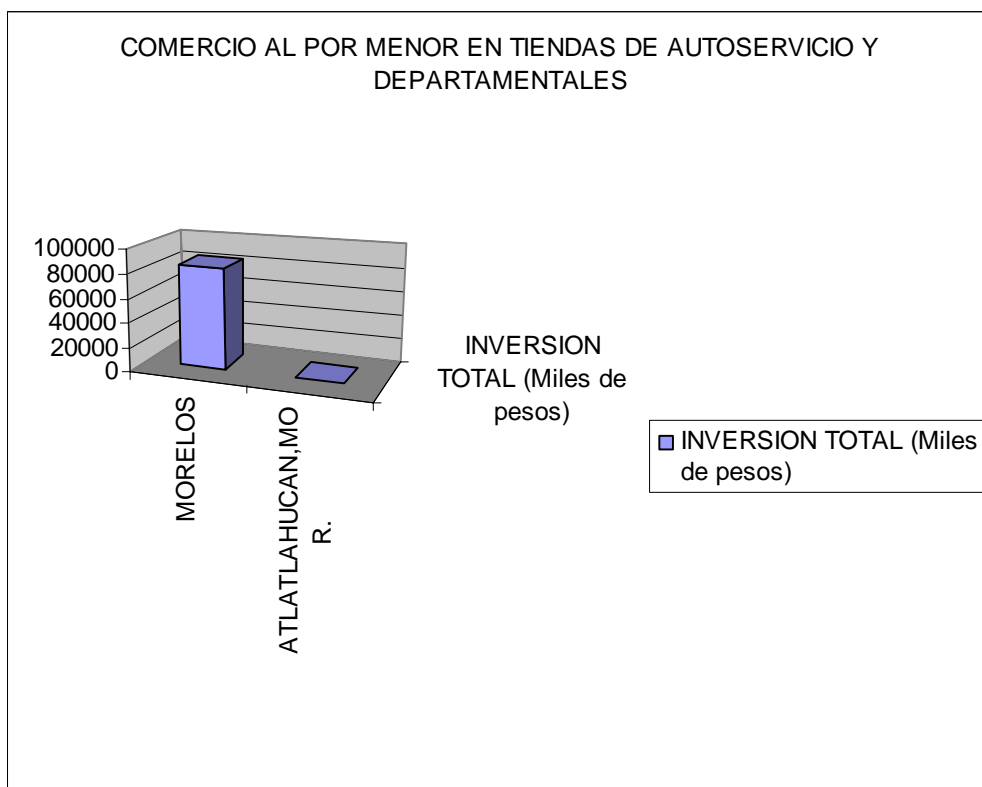 COMERCIO AL POR MENOR EN TIENDAS DE AUTOSERVICIO Y
DEPARTAMENTALES
100000
80000
60000
40000
20000
0
MORELOS
ATLATLAHUCAN,MO
R.
INVERSION
TOTAL (Miles de
pesos)
INVERSION TOTAL (Miles
de pesos)